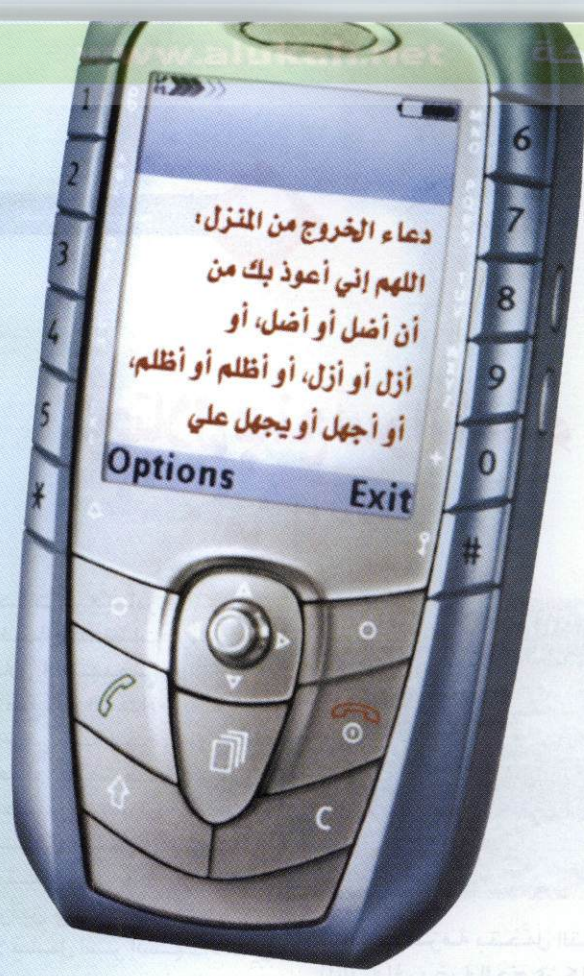 www.alukah.net
1
2
3
4
5
*
6
7
8
9
0
#
دعاء الخروج من المنزل:
اللهم إني أعوذ بك من
أن أضل أو أضل، أو
أزل أو أزل، أو أظلم أو أظلم،
أو أجهل أو يجهل علي
Options Exit
C